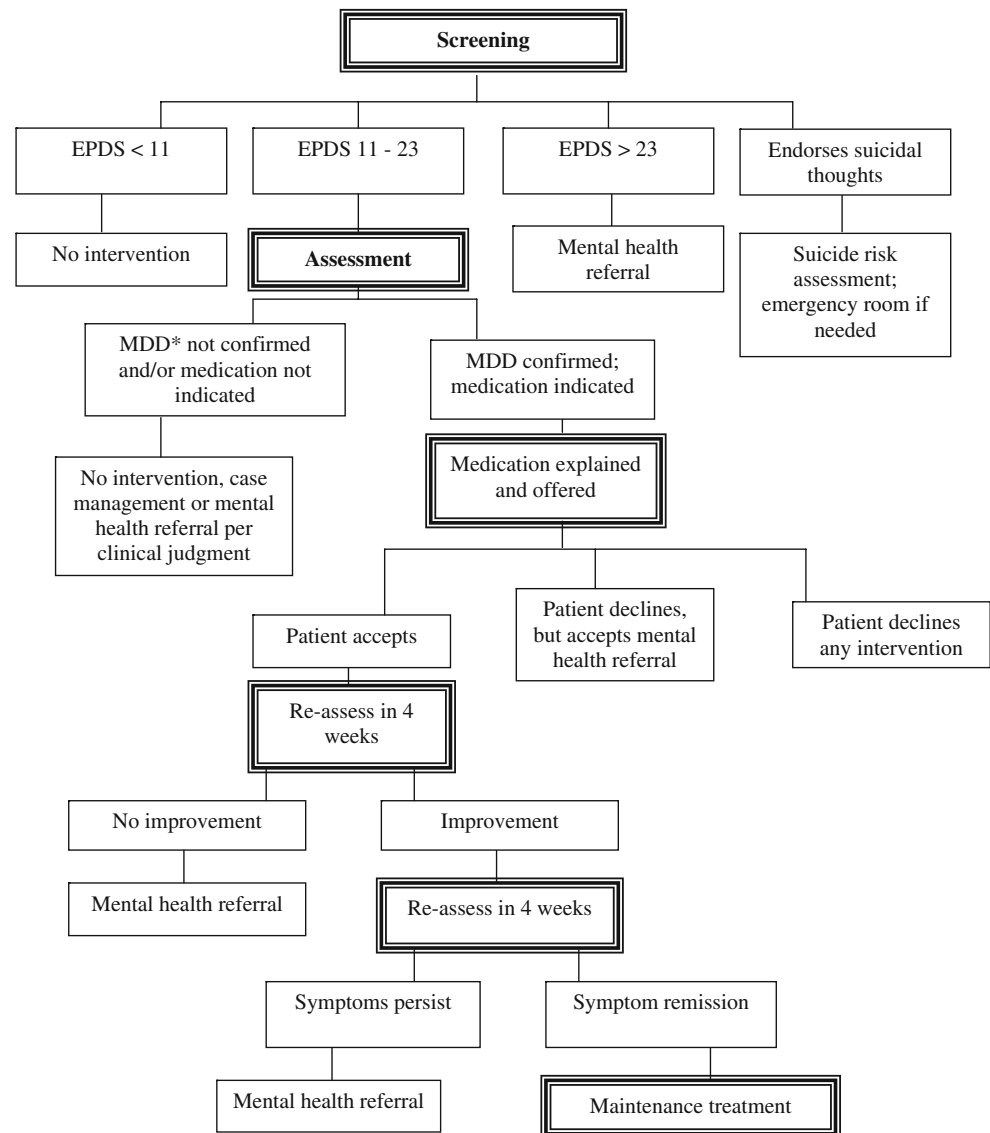 Screening
EPDS < 11
EPDS 11 - 23
EPDS > 23
Endorses suicidal
thoughts
No intervention
Assessment
Mental health
referral
Suicide risk
assessment;
emergency room if
needed
MDD* not confirmed
and/or medication not
indicated
MDD confirmed;
medication indicated
No intervention, case
management or mental
health referral per
clinical judgment
Medication explained
and offered
Patient accepts
Patient declines,
but accepts mental
health referral
Patient declines
any intervention
Re-assess in 4
weeks
No improvement
Improvement
Mental health referral
Re-assess in 4 weeks
Symptoms persist
Symptom remission
Mental health referral
Maintenance treatment